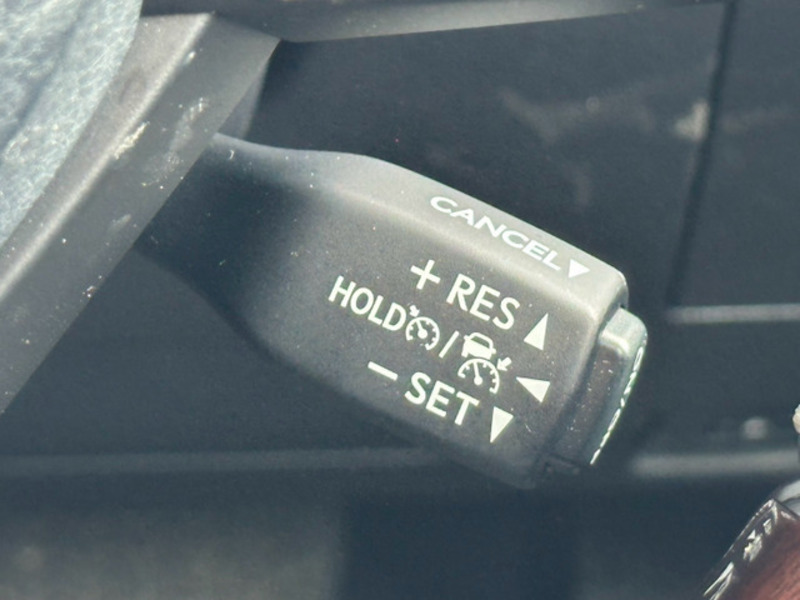 CANCEL▼
+ RES ▲
HOLD /
− SET ▼